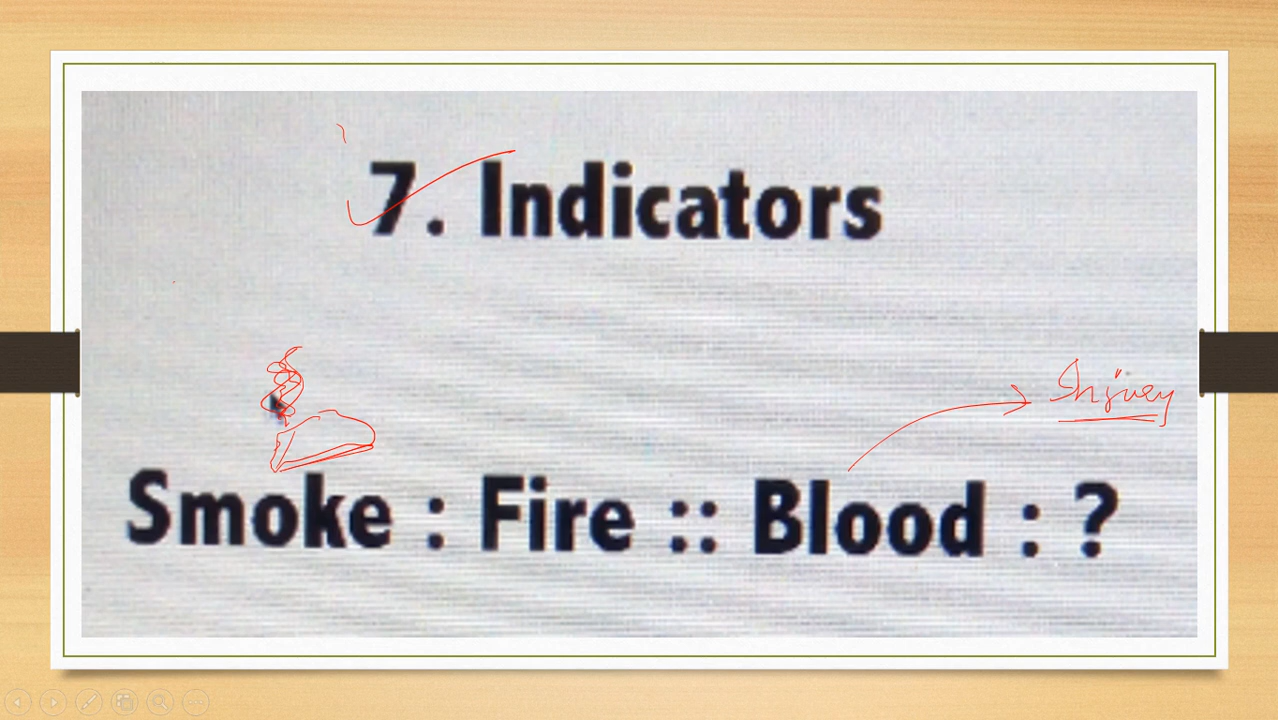 7. Indicators
Injury
Smoke : Fire :: Blood : ?